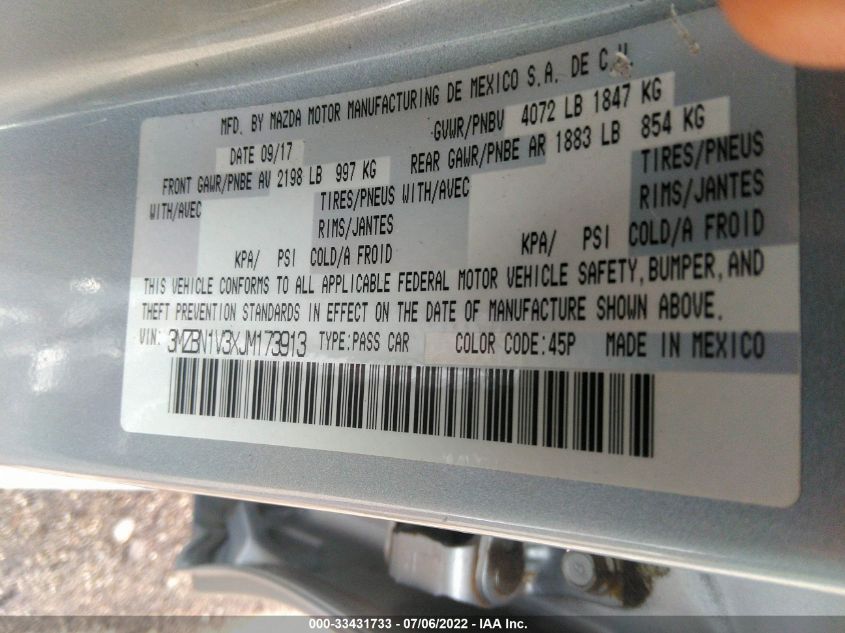 MFD. BY MAZDA MOTOR MANUFACTURING DE MEXICO S.A. DE C.V.
DATE 09/17 GVWR/PNBV 4072 LB 1847 KG
FRONT GAWR/PNBE AV 2198 LB 997 KG REAR GAWR/PNBE AR 1883 LB 854 KG
WITH/AVEC TIRES/PNEUS WITH/AVEC TIRES/PNEUS
RIMS/JANTES RIMS/JANTES
KPA/ PSI COLD/A FROID KPA/ PSI COLD/A FROID
THIS VEHICLE CONFORMS TO ALL APPLICABLE FEDERAL MOTOR VEHICLE SAFETY, BUMPER, AND
THEFT PREVENTION STANDARDS IN EFFECT ON THE DATE OF MANUFACTURE SHOWN ABOVE.
VIN: 3MZBN1V3XJM173913 TYPE:PASS CAR COLOR CODE:45P MADE IN MEXICO
000-33431733 - 07/06/2022 - IAA Inc.